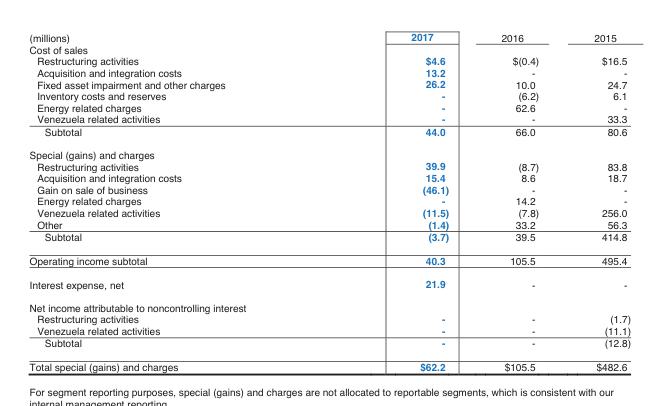 (millions) 2017 2016 2015
Cost of sales
Restructuring activities $4.6 $(0.4) $16.5
Acquisition and integration costs 13.2 - -
Fixed asset impairment and other charges 26.2 10.0 24.7
Inventory costs and reserves - (6.2) 6.1
Energy related charges - 62.6 -
Venezuela related activities - - 33.3
Subtotal 44.0 66.0 80.6
Special (gains) and charges
Restructuring activities 39.9 (8.7) 83.8
Acquisition and integration costs 15.4 8.6 18.7
Gain on sale of business (46.1) - -
Energy related charges - 14.2 -
Venezuela related activities (11.5) (7.8) 256.0
Other (1.4) 33.2 56.3
Subtotal (3.7) 39.5 414.8
Operating income subtotal 40.3 105.5 495.4
Interest expense, net 21.9 - -
Net income attributable to noncontrolling interest
Restructuring activities - - (1.7)
Venezuela related activities - - (11.1)
Subtotal - - (12.8)
Total special (gains) and charges $62.2 $105.5 $482.6
For segment reporting purposes, special (gains) and charges are not allocated to reportable segments, which is consistent with our
internal management reporting